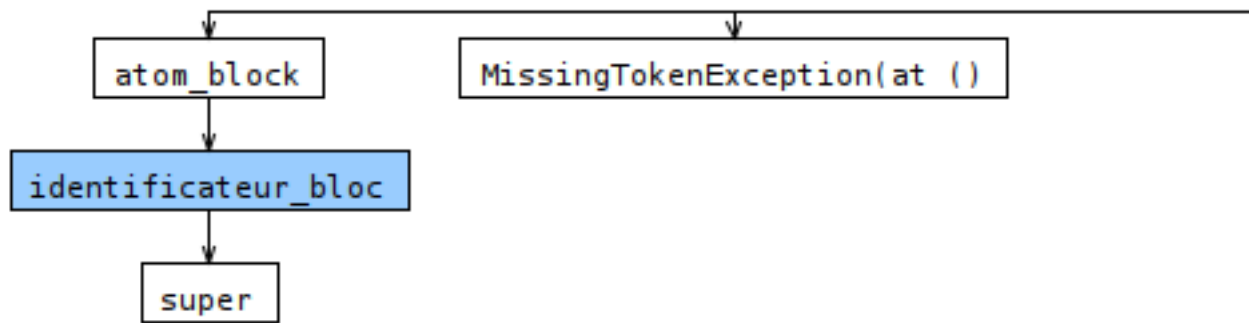 atom_block
MissingTokenException(at ()
identificateur_bloc
super